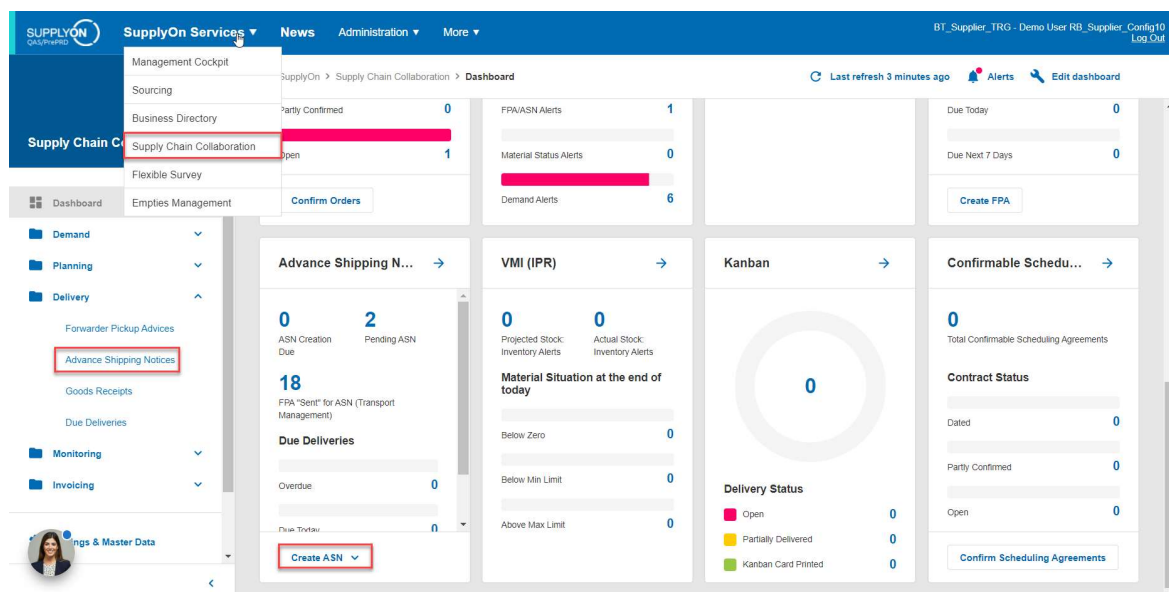 SUPPLYON
QAS/PrePRD
SupplyOn Services ▾
News
Administration ▾
More ▾
BT_Supplier_TRG - Demo User RB_Supplier_Config10
Log Out
Management Cockpit
Sourcing
Business Directory
Supply Chain Collaboration
Flexible Survey
Empties Management
SupplyOn > Supply Chain Collaboration > Dashboard
Last refresh 3 minutes ago
Alerts
Edit dashboard
Supply Chain C
Dashboard
Demand
Planning
Delivery
Forwarder Pickup Advices
Advance Shipping Notices
Goods Receipts
Due Deliveries
Monitoring
Invoicing
ngs & Master Data
Partly Confirmed 0
Open 1
Confirm Orders
FPA/ASN Alerts 1
Material Status Alerts 0
Demand Alerts 6
Due Today 0
Due Next 7 Days 0
Create FPA
Advance Shipping N... →
0 2
ASN Creation Due
Pending ASN
18
FPA "Sent" for ASN (Transport
Management)
Due Deliveries
Overdue 0
Due Today 0
Create ASN
VMI (IPR) →
0 0
Projected Stock: Inventory Alerts
Actual Stock: Inventory Alerts
Material Situation at the end of
today
Below Zero 0
Below Min Limit 0
Above Max Limit 0
Kanban →
0
Delivery Status
Open 0
Partially Delivered 0
Kanban Card Printed 0
Confirmable Schedu... →
0
Total Confirmable Scheduling Agreements
Contract Status
Dated 0
Partly Confirmed 0
Open 0
Confirm Scheduling Agreements